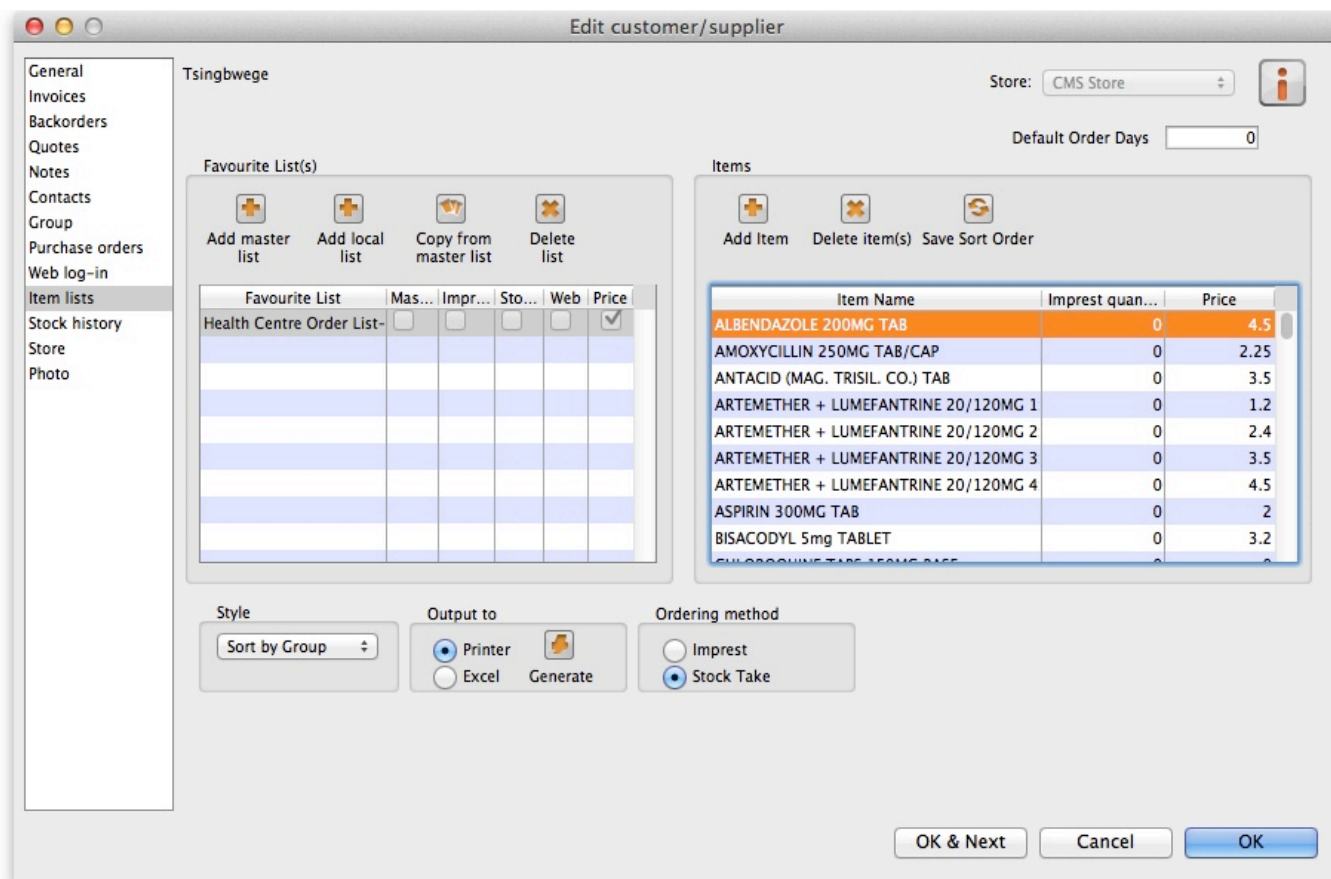 Edit customer/supplier
General
Invoices
Backorders
Quotes
Notes
Contacts
Group
Purchase orders
Web log-in
Item lists
Stock history
Store
Photo
Tsingbwege
Store: CMS Store
Default Order Days 0
Favourite List(s)
Add master list
Add local list
Copy from master list
Delete list
Favourite List Mas... Impr... Sto... Web Price
Health Centre Order List-
Items
Add Item Delete item(s) Save Sort Order
Item Name Imprest quan... Price
ALBENDAZOLE 200MG TAB 0 4.5
AMOXYCILLIN 250MG TAB/CAP 0 2.25
ANTACID (MAG. TRISIL. CO.) TAB 0 3.5
ARTEMETHER + LUMEFANTRINE 20/120MG 1 0 1.2
ARTEMETHER + LUMEFANTRINE 20/120MG 2 0 2.4
ARTEMETHER + LUMEFANTRINE 20/120MG 3 0 3.5
ARTEMETHER + LUMEFANTRINE 20/120MG 4 0 4.5
ASPIRIN 300MG TAB 0 2
BISACODYL 5mg TABLET 0 3.2
Style
Sort by Group
Output to
Printer
Excel
Generate
Ordering method
Imprest
Stock Take
OK & Next Cancel OK